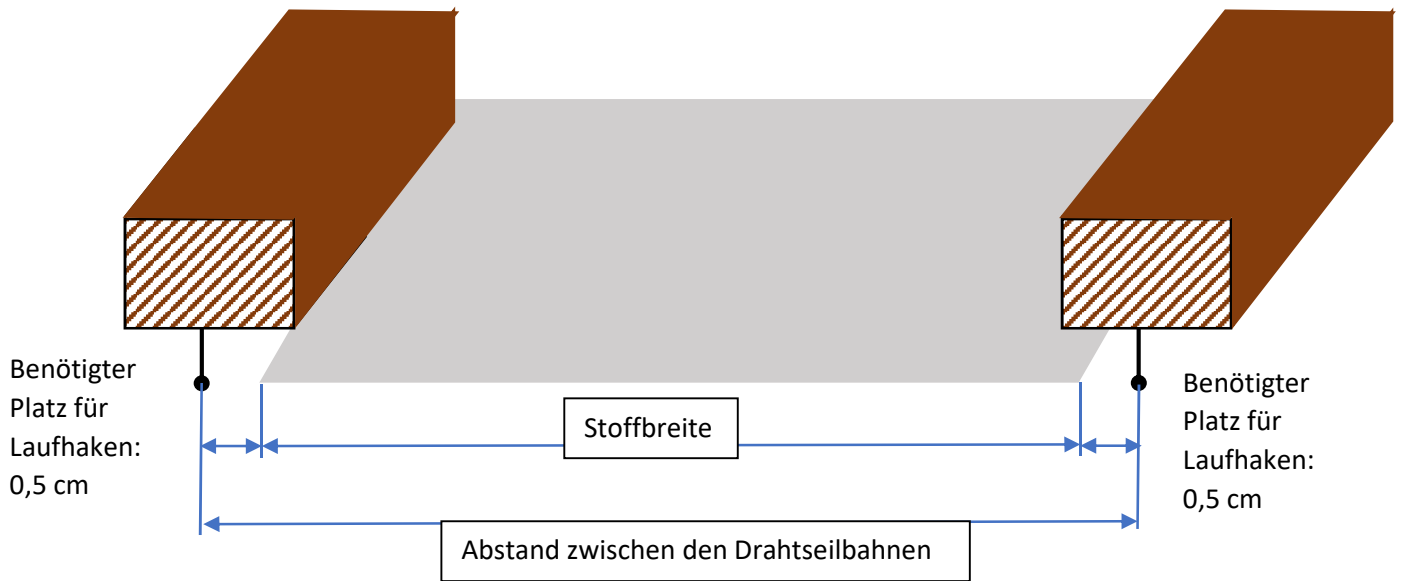 Benötigter
Platz für
Laufhaken:
0,5 cm
Stoffbreite
Benötigter
Platz für
Laufhaken:
0,5 cm
Abstand zwischen den Drahtseilbahnen